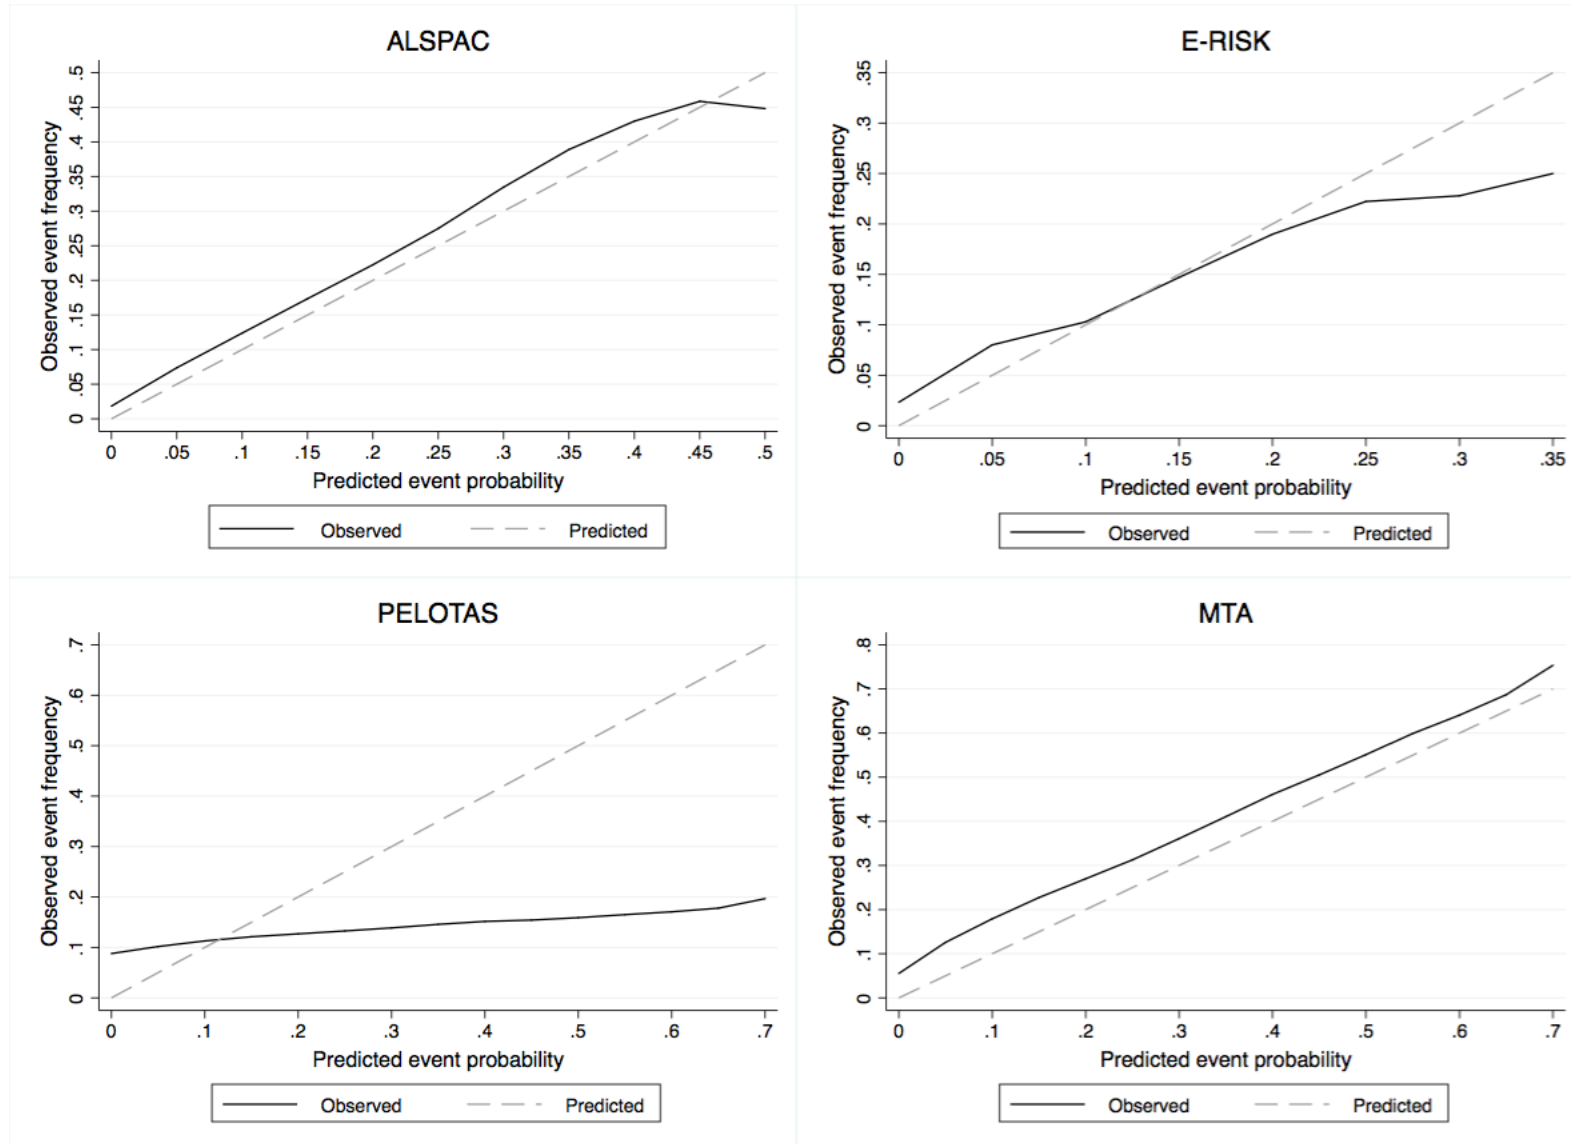 ALSPAC
Observed event frequency
0 .05 .1 .15 .2 .25 .3 .35 .4 .45 .5
0 .05 .1 .15 .2 .25 .3 .35 .4 .45 .5
Predicted event probability
Observed Predicted
E-RISK
Observed event frequency
0 .05 .1 .15 .2 .25 .3 .35
0 .05 .1 .15 .2 .25 .3 .35
Predicted event probability
Observed Predicted
PELOTAS
Observed event frequency
0 .1 .2 .3 .4 .5 .6 .7
0 .1 .2 .3 .4 .5 .6 .7
Predicted event probability
Observed Predicted
MTA
Observed event frequency
0 .1 .2 .3 .4 .5 .6 .7 .8
0 .1 .2 .3 .4 .5 .6 .7
Predicted event probability
Observed Predicted